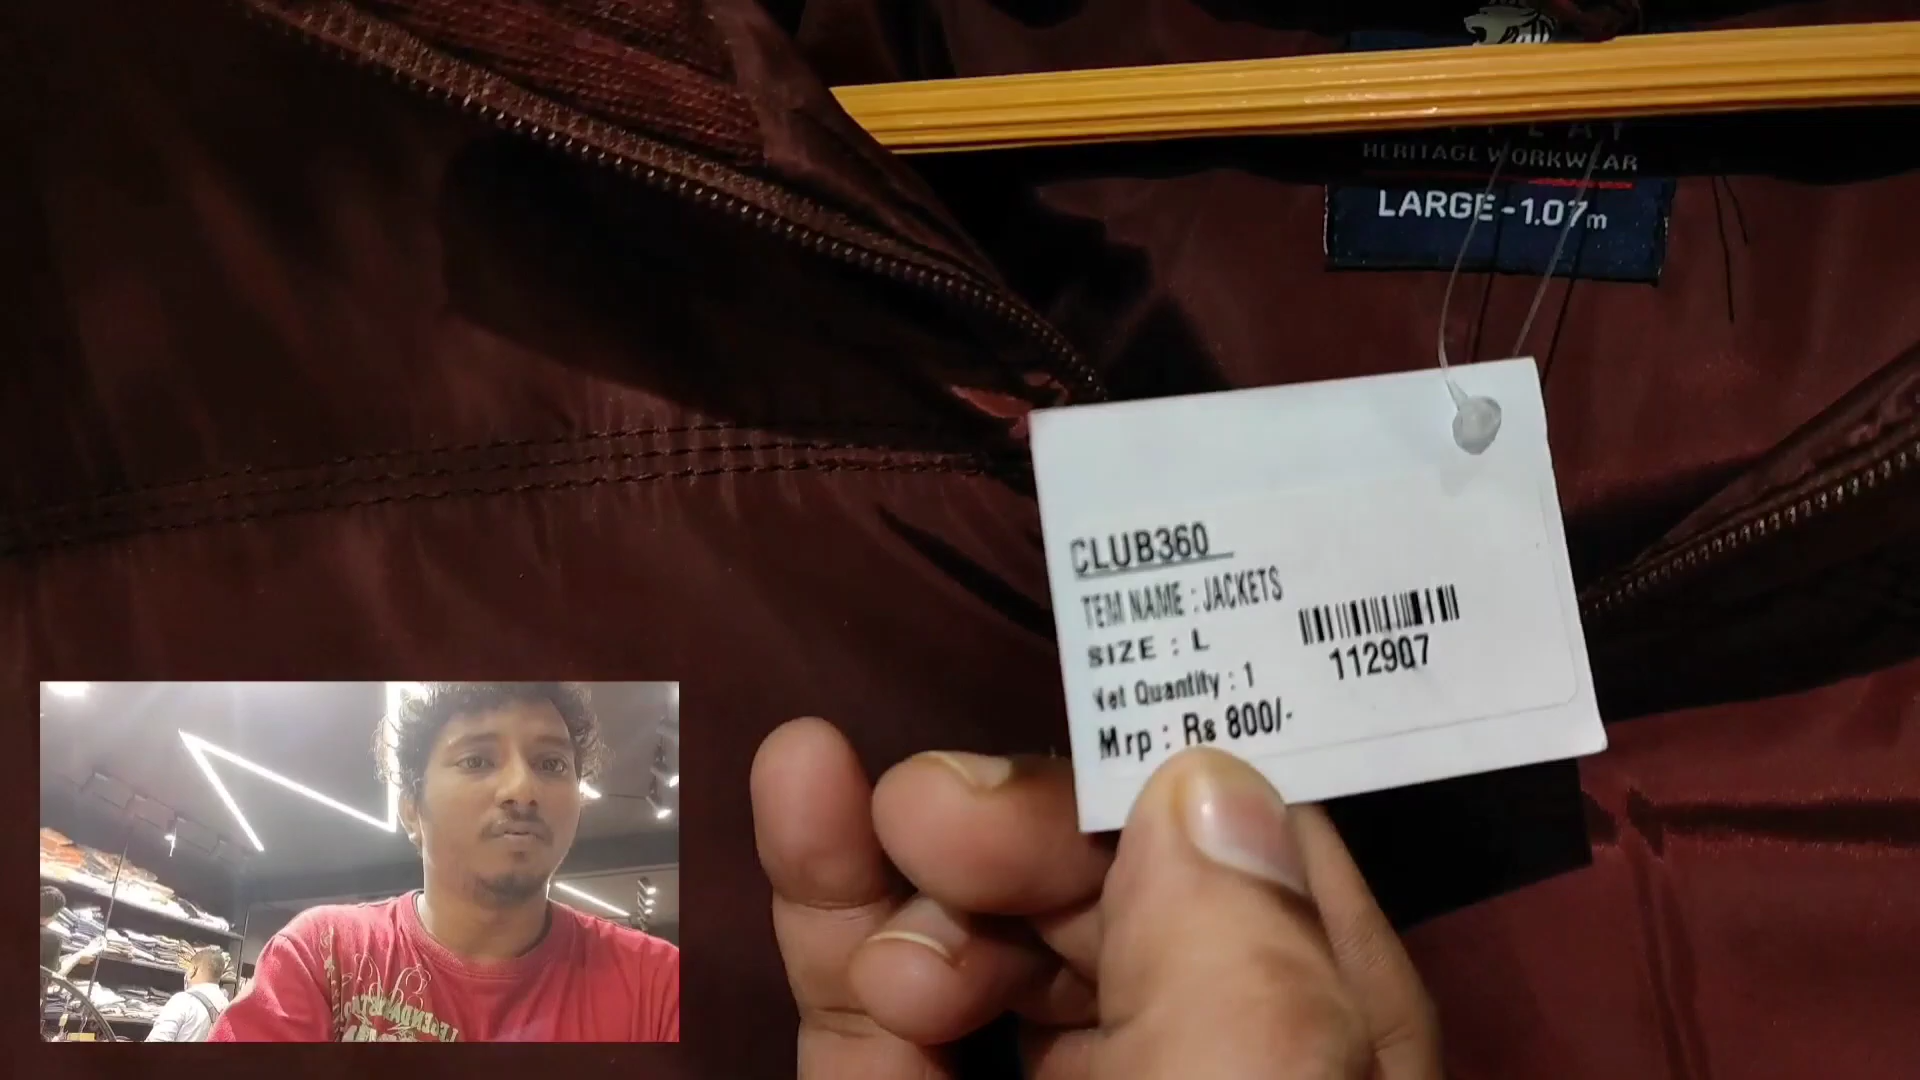 HERITAGE WORKWEAR
LARGE - 1.07m
CLUB360
TEM NAME : JACKETS
SIZE : L
112907
Net Quantity : 1
Mrp : Rs 800/-